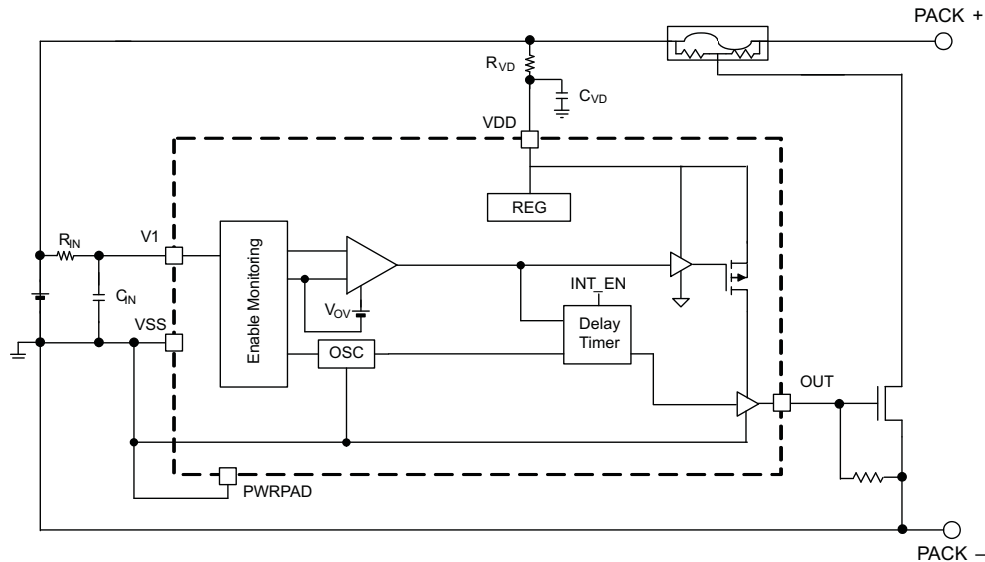 PACK +
R_VD
C_VD
VDD
REG
R_IN
V1
C_IN
VSS
Enable Monitoring
V_OV
OSC
INT_EN
Delay
Timer
OUT
PWRPAD
PACK –